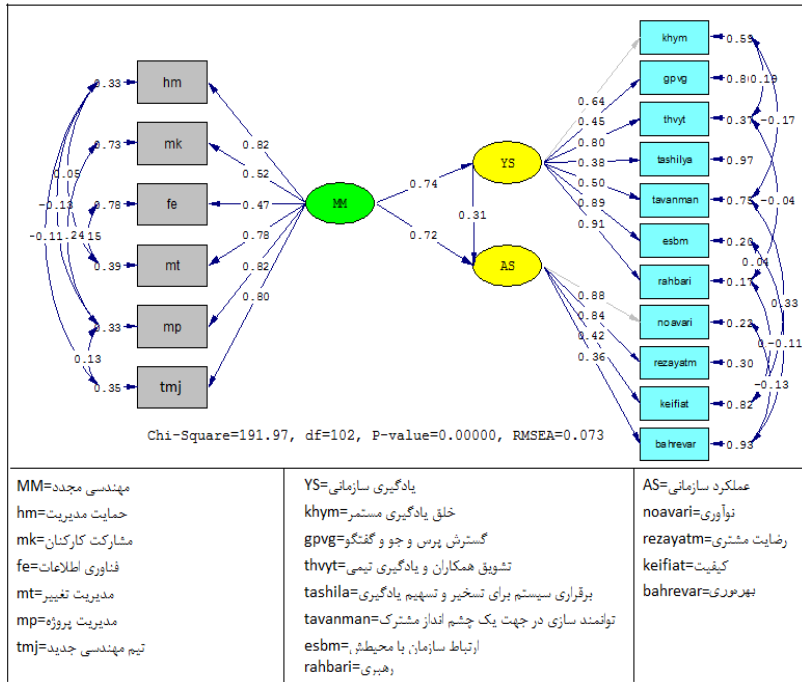 0.33
hm
0.73
mk
0.05
-0.13
0.78
fe
-0.11
0.39
mt
0.33
mp
0.13
0.35
tmj
0.82
0.52
0.47
0.78
0.82
0.80
MM
0.74
0.72
YS
0.31
AS
0.64
0.45
0.80
0.38
0.50
0.89
0.91
0.88
0.84
0.42
0.36
khym
0.59
gpvg
0.19
thvyt
0.37
-0.17
tashilya
0.97
tavanman
0.75
-0.04
esbm
0.20
0.04
rahbari
0.17
0.33
noavari
0.22
-0.11
rezayatm
0.30
-0.13
keifiat
0.82
bahrevar
0.93
Chi-Square=191.97, df=102, P-value=0.00000, RMSEA=0.073
MM=مهندسی مجدد
hm=حمایت مدیریت
mk=مشارکت کارکنان
fe=فناوری اطلاعات
mt=مدیریت تغییر
mp=مدیریت پروژه
tmj=تیم مهندسی جدید
YS=یادگیری سازمانی
khym=خلق یادگیری مستمر
gpvg=گسترش پرس و جو و گفتگو
thvyt=تشویق همکاران و یادگیری تیمی
tashila=برقراری سیستم برای تسخیر و تسهیم یادگیری
tavanman=توانمند سازی در جهت یک چشم انداز مشترک
esbm=ارتباط سازمان با محیطش
rahbari=رهبری
AS=عملکرد سازمانی
noavari=نوآوری
rezayatm=رضایت مشتری
keifiat=کیفیت
bahrevar=بهره‌وری